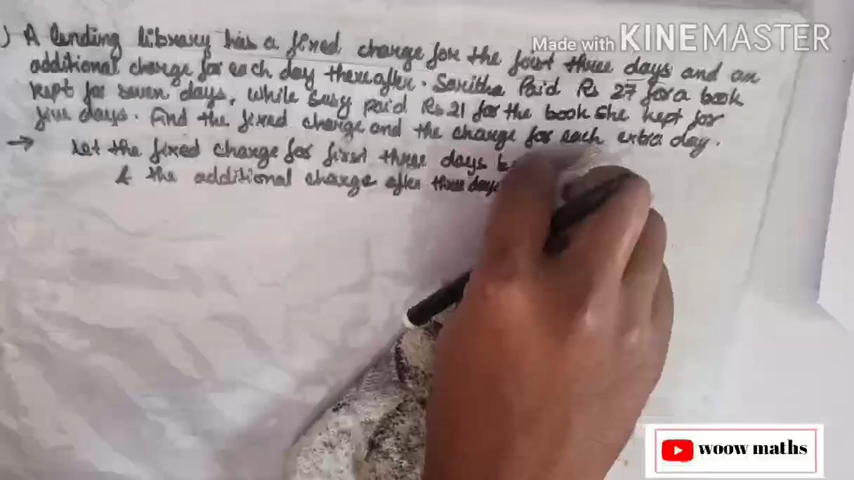 Made with KINEMASTER
) A lending library has a fixed charge for the first three days and an
additional charge for each day thereafter. Saritha Paid Rs 27 for a book
kept for seven days, while Susy paid Rs 21 for the book She kept for
five days. Find the fixed charge and the charge for each extra day.
→ Let the fixed charge for first three days
& the additional charge after three days
woow maths